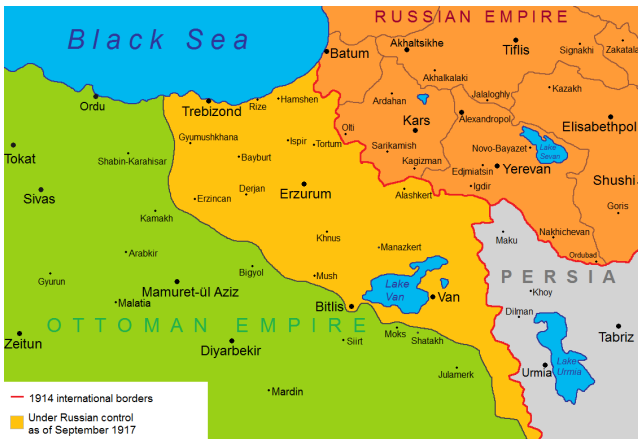 RUSSIAN EMPIRE
Black Sea
Batum
Akhaltsikhe
Tiflis
Signakhi
Zakatala
Akhalkalaki
Ordu
Trebizond
Rize
Hamshen
Ardahan
Jalaloghly
Kazakh
Olti
Kars
Alexandropol
Elisabethpol
Tokat
Gyumushkhana
Ispir
Tortum
Sarikamish
Novo-Bayazet
Lake
Sevan
Shabin-Karahisar
Bayburt
Kagizman
Edjmiatsin
Yerevan
Sivas
Erzincan
Derjan
Erzurum
Alashkert
Igdir
Shushi
Goris
Kamakh
Khnus
Maku
Nakhichevan
Arabkir
Manazkert
Ordubad
Gyurun
Bigyol
Mush
PERSIA
Mamuret-ül Aziz
Lake
Van
Van
Khoy
Malatia
Bitlis
Dilman
OTTOMAN EMPIRE
Zeitun
Diyarbekir
Siirt
Moks
Shatakh
Tabriz
Julamerk
Urmia
Lake
Urmia
Mardin
1914 international borders
Under Russian control
as of September 1917